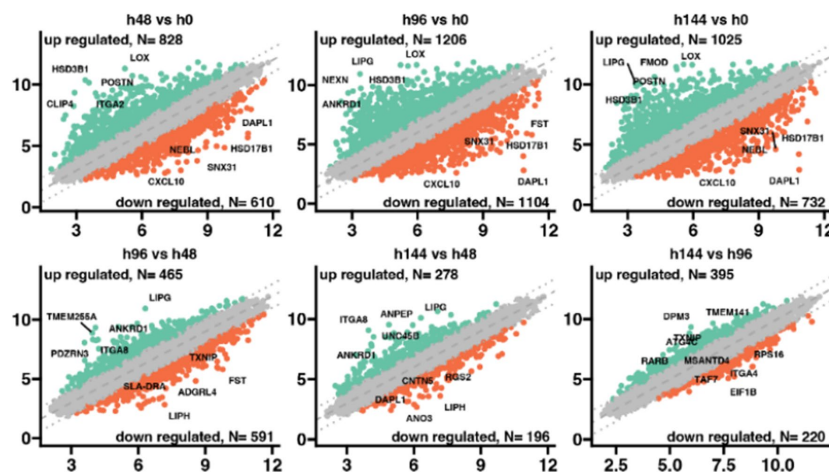 h48 vs h0
up regulated, N= 828
LOX
HSD3B1
POSTN
CLIP4
ITGA2
DAPL1
NEBL
HSD17B1
SNX31
CXCL10
down regulated, N = 610
10
5
0
3 6 9 12
h96 vs h0
up regulated, N= 1206
LOX
LIPG
NEXN
HSD3B1
ANKRD1
FST
SNX31
HSD17B1
CXCL10
DAPL1
down regulated, N= 1104
10
5
0
3 6 9 12
h144 vs h0
up regulated, N= 1025
LOX
LIPG FMOD
POSTN
HSD3B1
SNX31
HSD17B1
NEBL
CXCL10
DAPL1
down regulated, N= 732
10
5
0
3 6 9 12
h96 vs h48
up regulated, N= 465
LIPG
TMEM255A
ANKRD1
PDZRN3
ITGA8
TXNIP
SLA-DRA
FST
ADGRL4
LIPH
down regulated, N= 591
10
5
0
3 6 9 12
h144 vs h48
up regulated, N= 278
LIPG
ITGA8
ANPEP
UNC45B
ANKRD1
CNTN5
RGS2
DAPL1
LIPH
ANO3
down regulated, N= 196
10
5
0
3 6 9 12
h144 vs h96
up regulated, N= 395
DPM3
TMEM141
TXNIP
ATG4C
RARB
MSANTD4
RPS16
TAF7
ITGA4
EIF1B
down regulated, N= 220
10
5
0
2.5 5.0 7.5 10.0